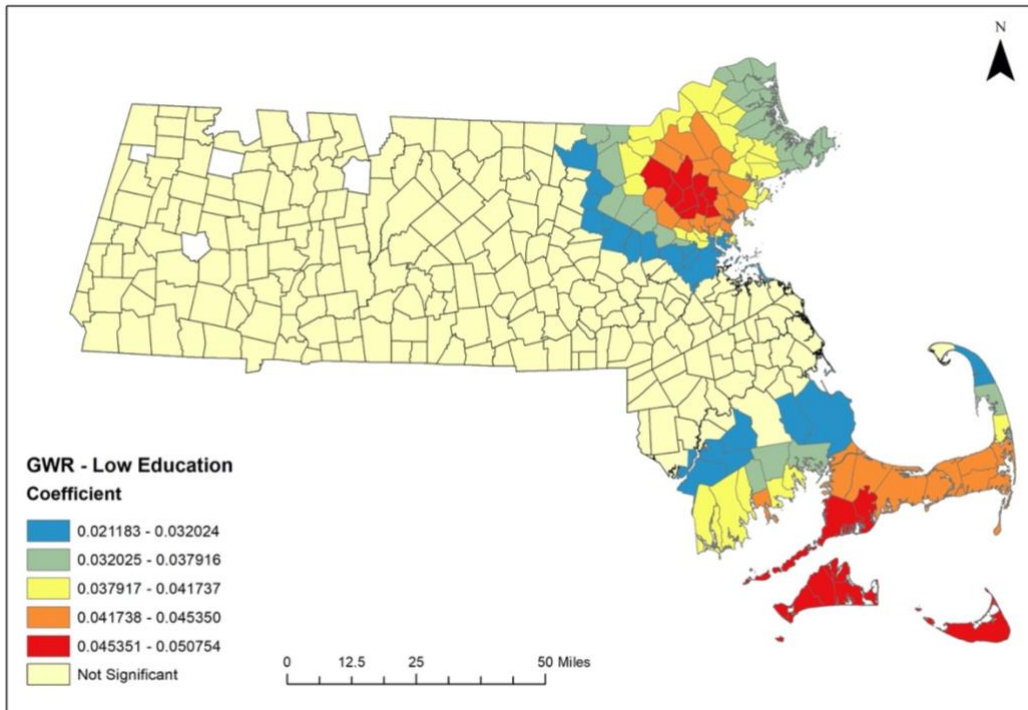 N
GWR - Low Education
Coefficient
0.021183 - 0.032024
0.032025 - 0.037916
0.037917 - 0.041737
0.041738 - 0.045350
0.045351 - 0.050754
Not Significant
0 12.5 25 50 Miles